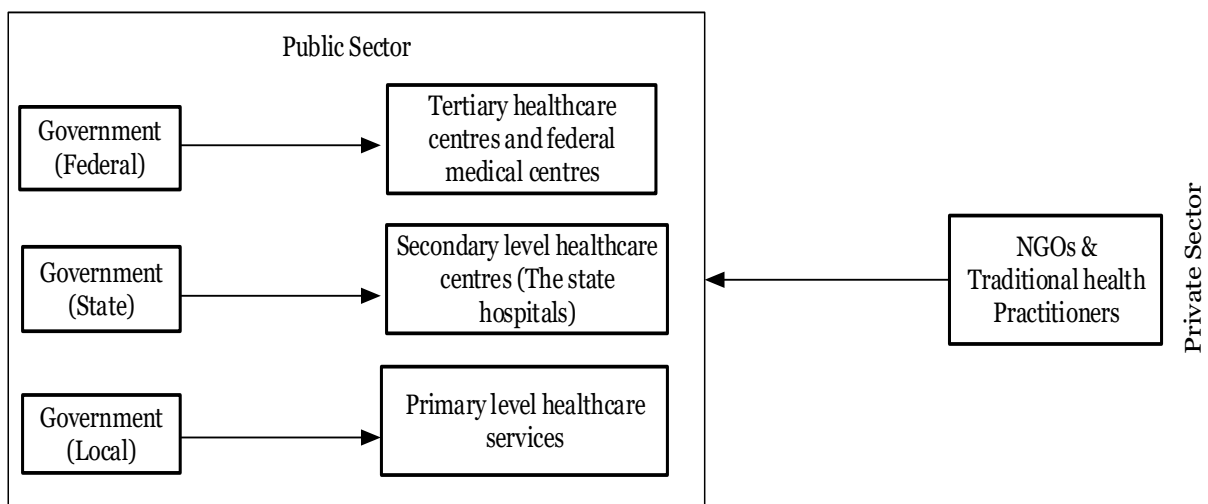 Public Sector
Government
(Federal)
Tertiary healthcare
centres and federal
medical centres
Government
(State)
Secondary level healthcare
centres (The state
hospitals)
Government
(Local)
Primary level healthcare
services
NGOs &
Traditional health
Practitioners
Private Sector